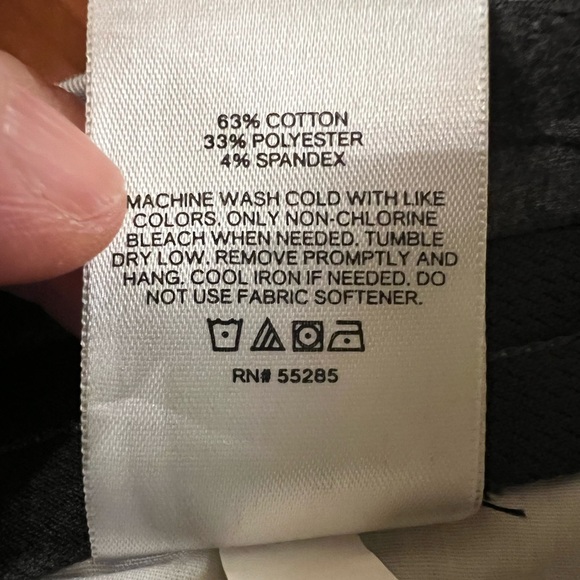 63% COTTON
33% POLYESTER
4% SPANDEX
MACHINE WASH COLD WITH LIKE
COLORS. ONLY NON-CHLORINE
BLEACH WHEN NEEDED. TUMBLE
DRY LOW. REMOVE PROMPTLY AND
HANG. COOL IRON IF NEEDED. DO
NOT USE FABRIC SOFTENER.
RN# 55285